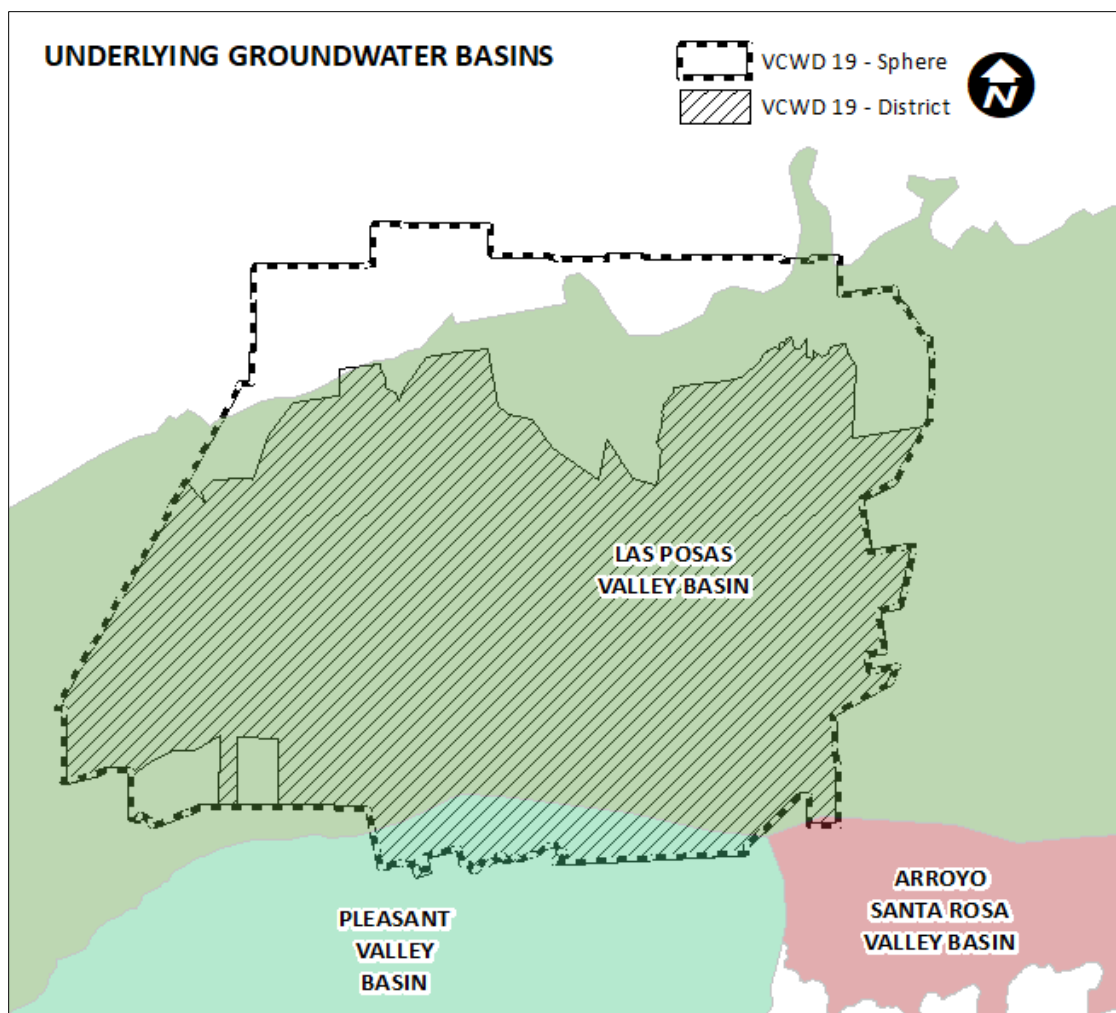 UNDERLYING GROUNDWATER BASINS
VCWD 19 - Sphere
VCWD 19 - District
N
LAS POSAS
VALLEY BASIN
PLEASANT
VALLEY
BASIN
ARROYO
SANTA ROSA
VALLEY BASIN